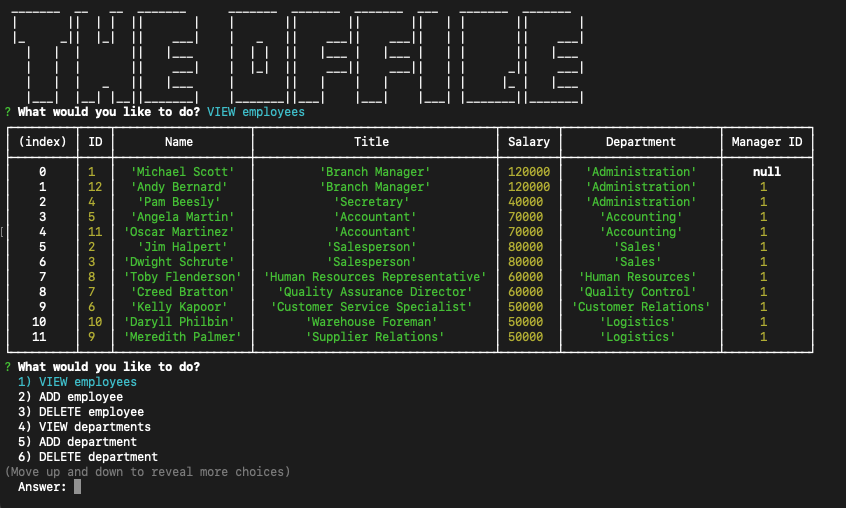 THE OFFICE
? What would you like to do? VIEW employees
(index) ID Name Title Salary Department Manager ID
0 1 'Michael Scott' 'Branch Manager' 120000 'Administration' null
1 12 'Andy Bernard' 'Branch Manager' 120000 'Administration' 1
2 4 'Pam Beesly' 'Secretary' 40000 'Administration' 1
3 5 'Angela Martin' 'Accountant' 70000 'Accounting' 1
4 11 'Oscar Martinez' 'Accountant' 70000 'Accounting' 1
5 2 'Jim Halpert' 'Salesperson' 80000 'Sales' 1
6 3 'Dwight Schrute' 'Salesperson' 80000 'Sales' 1
7 8 'Toby Flenderson' 'Human Resources Representative' 60000 'Human Resources' 1
8 7 'Creed Bratton' 'Quality Assurance Director' 60000 'Quality Control' 1
9 6 'Kelly Kapoor' 'Customer Service Specialist' 50000 'Customer Relations' 1
10 10 'Daryll Philbin' 'Warehouse Foreman' 50000 'Logistics' 1
11 9 'Meredith Palmer' 'Supplier Relations' 50000 'Logistics' 1
? What would you like to do?
1) VIEW employees
2) ADD employee
3) DELETE employee
4) VIEW departments
5) ADD department
6) DELETE department
(Move up and down to reveal more choices)
Answer: